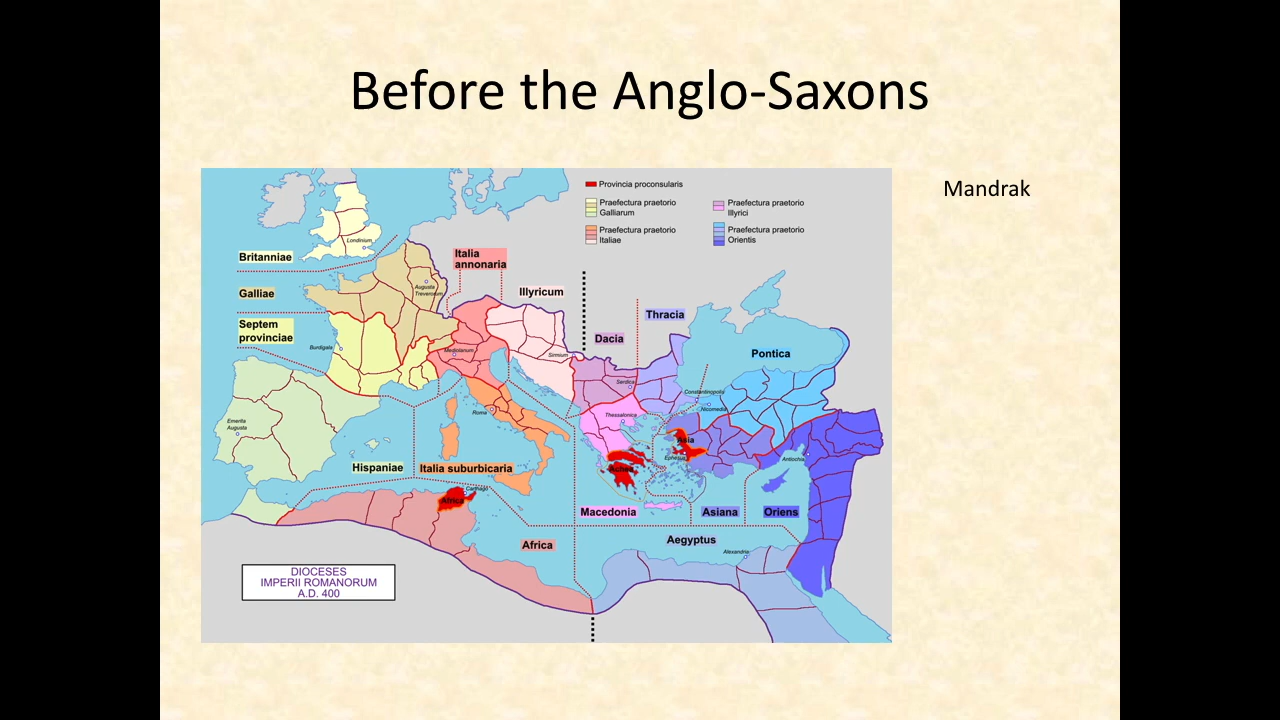 Before the Anglo-Saxons
Mandrak
Provincia proconsularis
Praefectura praetorio
Galliarum
Praefectura praetorio
Illyrici
Praefectura praetorio
Italiae
Praefectura praetorio
Orientis
Londinium
Britanniae
Italia
annonaria
Galliae
Augusta
Treverorum
Illyricum
Septem
provinciae
Thracia
Burdigala
Dacia
Mediolanum
Sirmium
Pontica
Serdica
Constantinopolis
Nicomedia
Roma
Thessalonica
Emerita
Augusta
Asia
Ephesus
Antiochia
Hispaniae
Italia suburbicaria
Achaea
Carthago
Africa
Macedonia
Asiana
Oriens
Africa
Aegyptus
Alexandria
DIOCESES
IMPERII ROMANORUM
A.D. 400